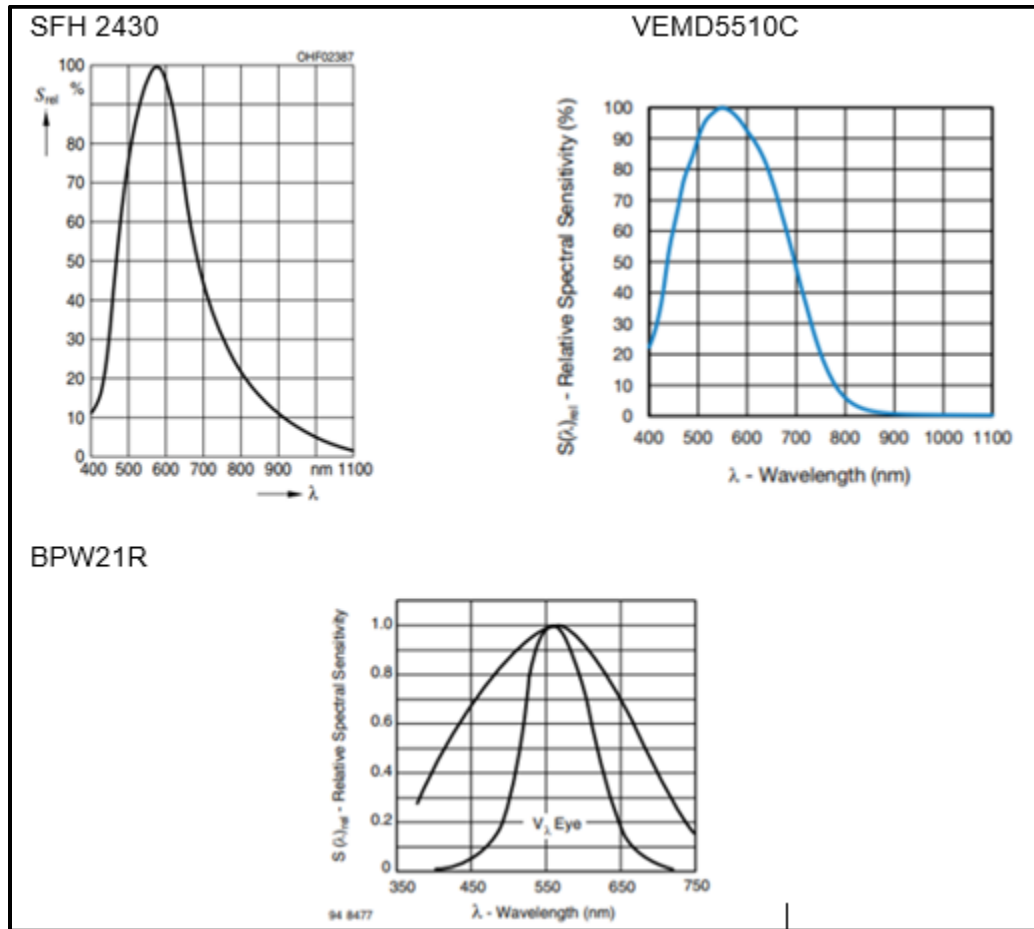 SFH 2430
OHF02387
S rel %
100
80
70
60
50
40
30
20
10
0
400 500 600 700 800 900 nm 1100
λ
VEMD5510C
S(λ)rel - Relative Spectral Sensitivity (%)
100
90
80
70
60
50
40
30
20
10
0
400 500 600 700 800 900 1000 1100
λ - Wavelength (nm)
BPW21R
S (λ)rel - Relative Spectral Sensitivity
1.0
0.8
0.6
0.4
0.2
0
Vλ Eye
350 450 550 650 750
94 8477
λ - Wavelength (nm)